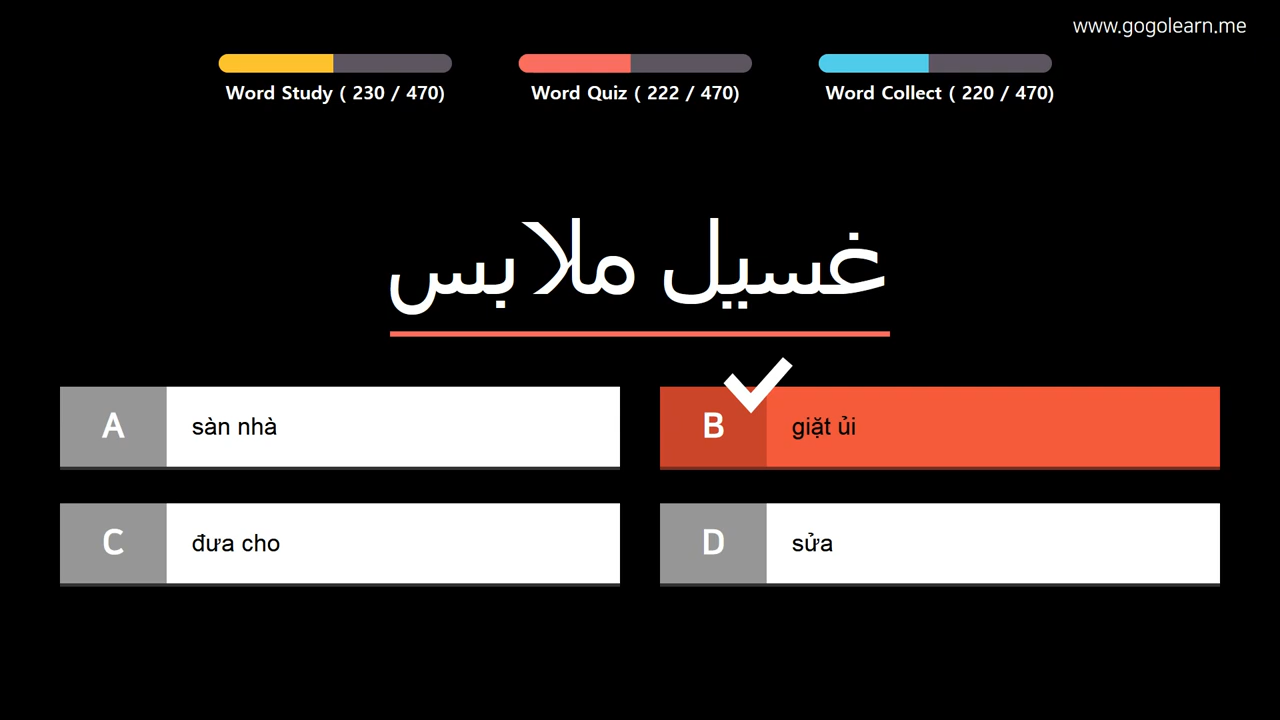 www.gogolearn.me
Word Study ( 230 / 470)
Word Quiz ( 222 / 470)
Word Collect ( 220 / 470)
غسيل ملابس
A
sàn nhà
B
giặt ủi
C
đưa cho
D
sửa